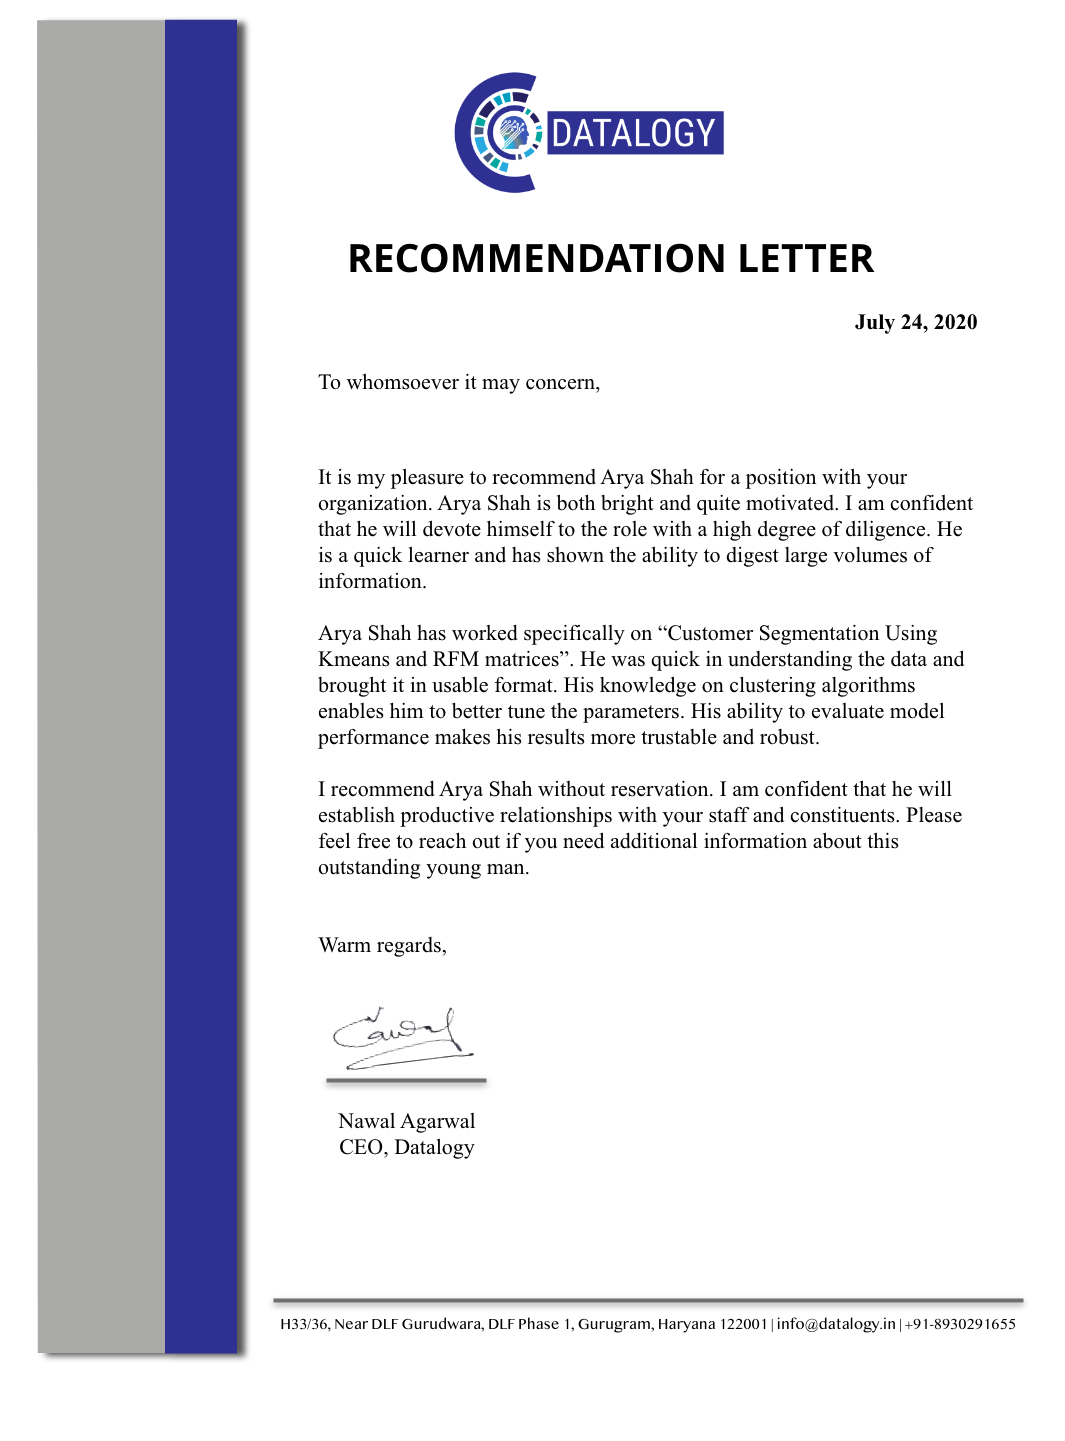 DATALOGY
RECOMMENDATION LETTER
July 24, 2020
To whomsoever it may concern,
It is my pleasure to recommend Arya Shah for a position with your
organization. Arya Shah is both bright and quite motivated. I am confident
that he will devote himself to the role with a high degree of diligence. He
is a quick learner and has shown the ability to digest large volumes of
information.
Arya Shah has worked specifically on “Customer Segmentation Using
Kmeans and RFM matrices”. He was quick in understanding the data and
brought it in usable format. His knowledge on clustering algorithms
enables him to better tune the parameters. His ability to evaluate model
performance makes his results more trustable and robust.
I recommend Arya Shah without reservation. I am confident that he will
establish productive relationships with your staff and constituents. Please
feel free to reach out if you need additional information about this
outstanding young man.
Warm regards,
Nawal
Nawal Agarwal
CEO, Datalogy
H33/36, Near DLF Gurudwara, DLF Phase 1, Gurugram, Haryana 122001 | info@datalogy.in | +91-8930291655